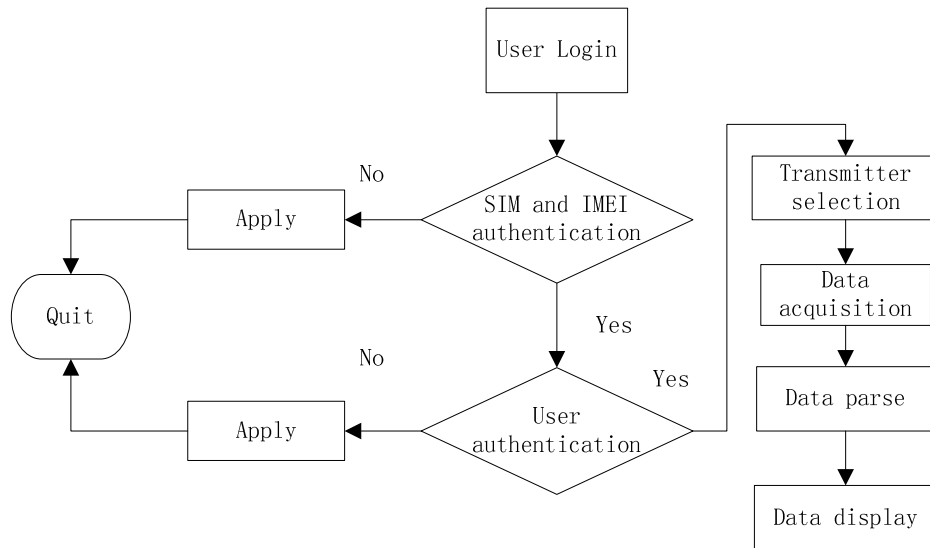 User Login
No
SIM and IMEI
authentication
Apply
Transmitter
selection
Quit
Data
acquisition
Yes
No
Yes
User
authentication
Apply
Data parse
Data display